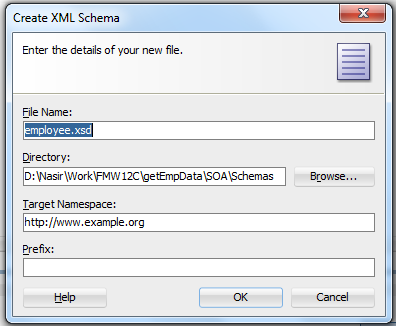 Create XML Schema
Enter the details of your new file.
File Name:
employee.xsd
Directory:
D:\Nasir\Work\FMW12C\getEmpData\SOA\Schemas
Browse...
Target Namespace:
http://www.example.org
Prefix:
Help OK Cancel